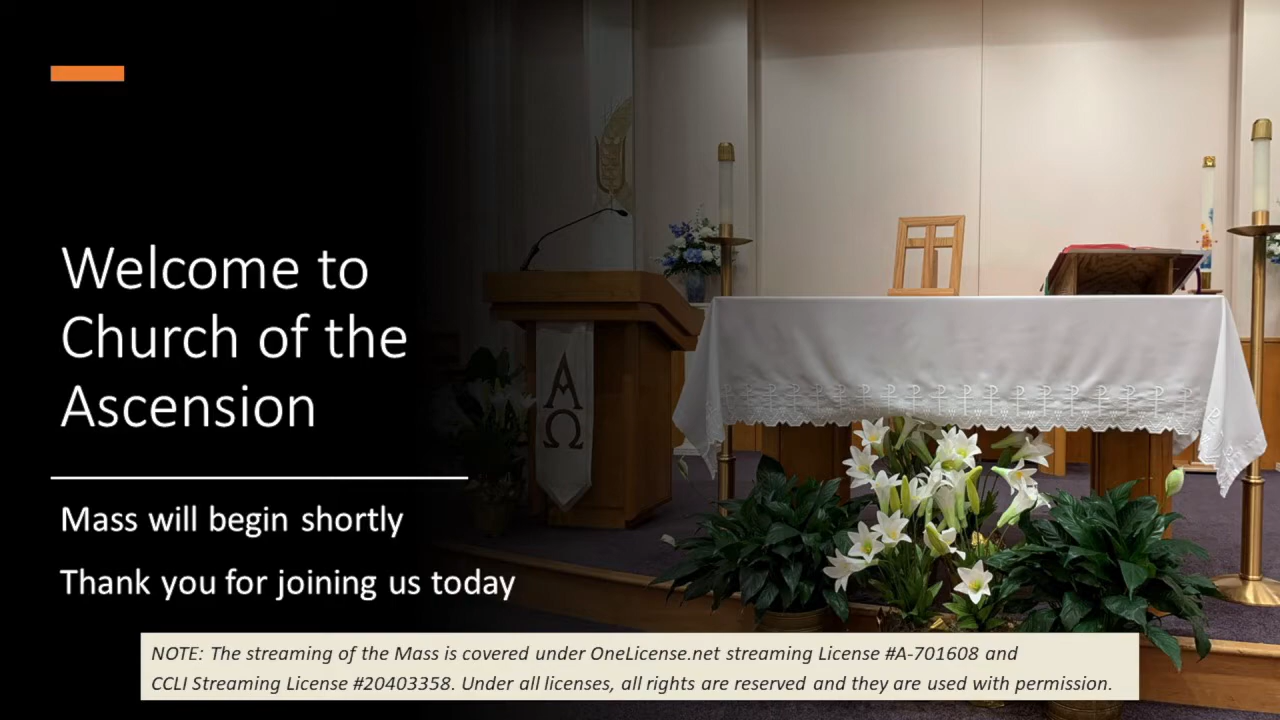 Welcome to
Church of the
Ascension
Mass will begin shortly
Thank you for joining us today
NOTE: The streaming of the Mass is covered under OneLicense.net streaming License #A-701608 and
CCLI Streaming License #20403358. Under all licenses, all rights are reserved and they are used with permission.
Α
Ω